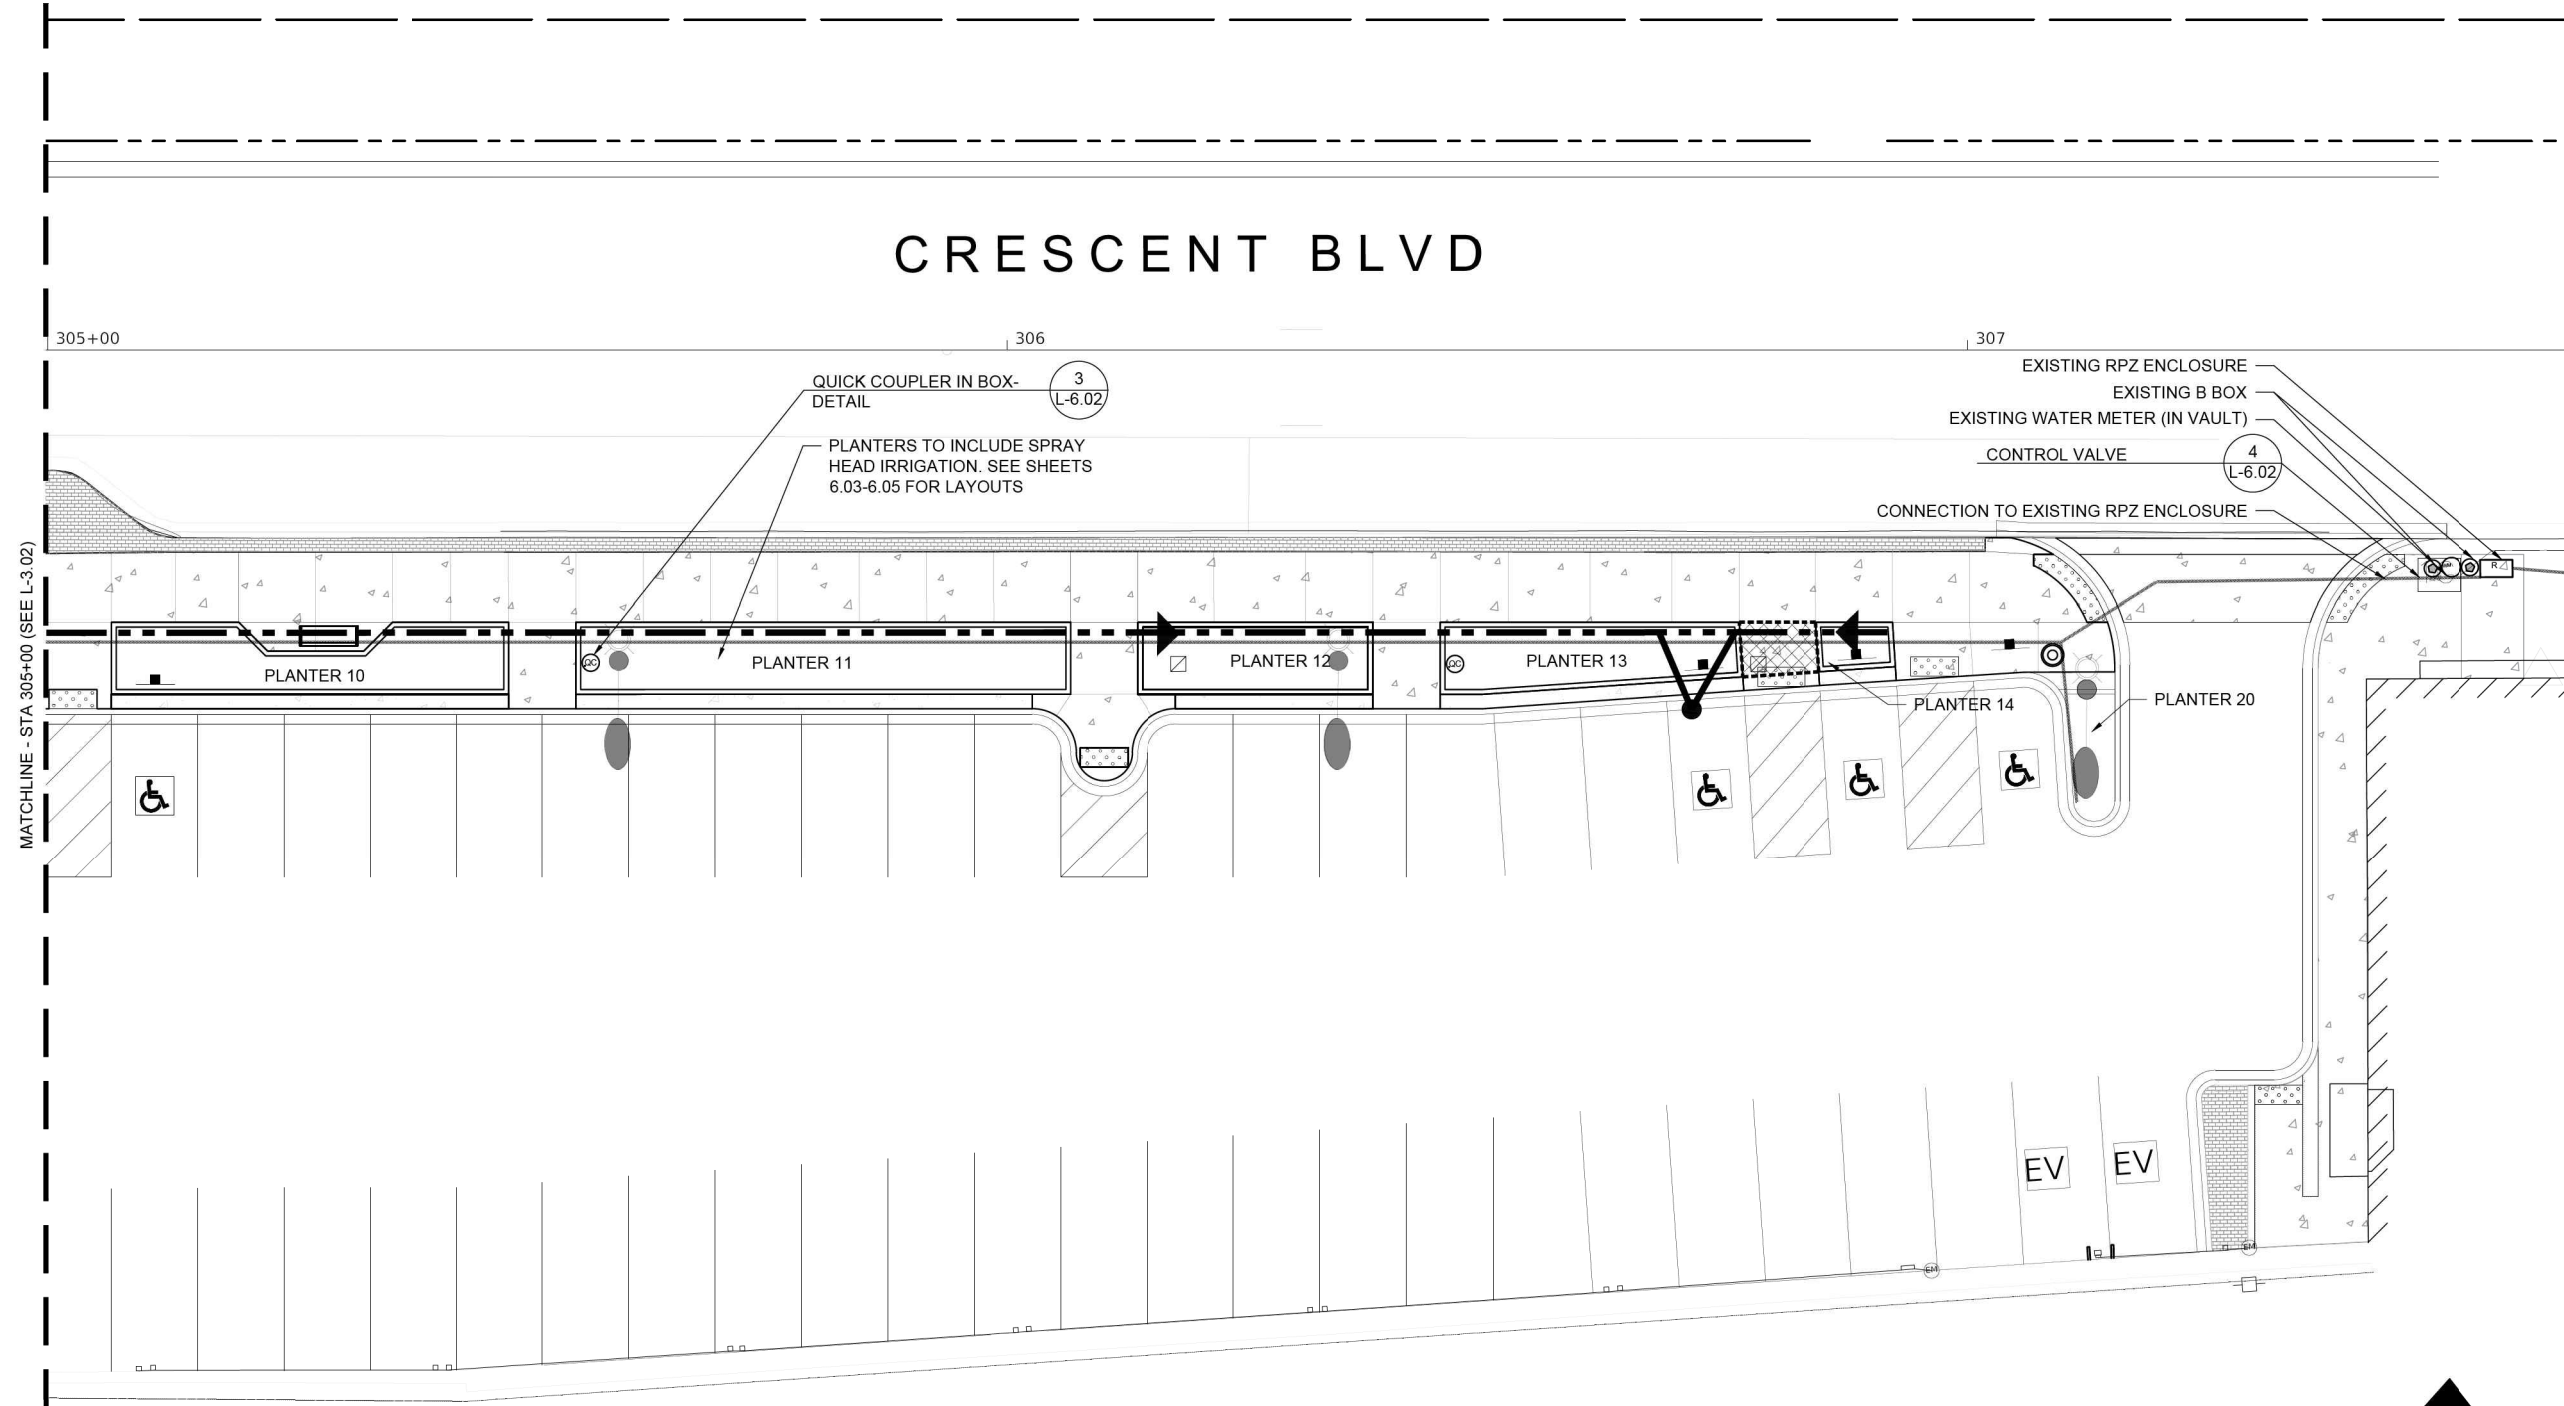 CRESCENT BLVD
305+00
306
307
QUICK COUPLER IN BOX-
DETAIL
3
L-6.02
PLANTERS TO INCLUDE SPRAY
HEAD IRRIGATION. SEE SHEETS
6.03-6.05 FOR LAYOUTS
EXISTING RPZ ENCLOSURE
EXISTING B BOX
EXISTING WATER METER (IN VAULT)
CONTROL VALVE
4
L-6.02
CONNECTION TO EXISTING RPZ ENCLOSURE
R
MATCHLINE - STA 305+00 (SEE L-3.02)
PLANTER 10
QC
PLANTER 11
PLANTER 12
QC
PLANTER 13
PLANTER 14
PLANTER 20
EV
EV
EM
EM